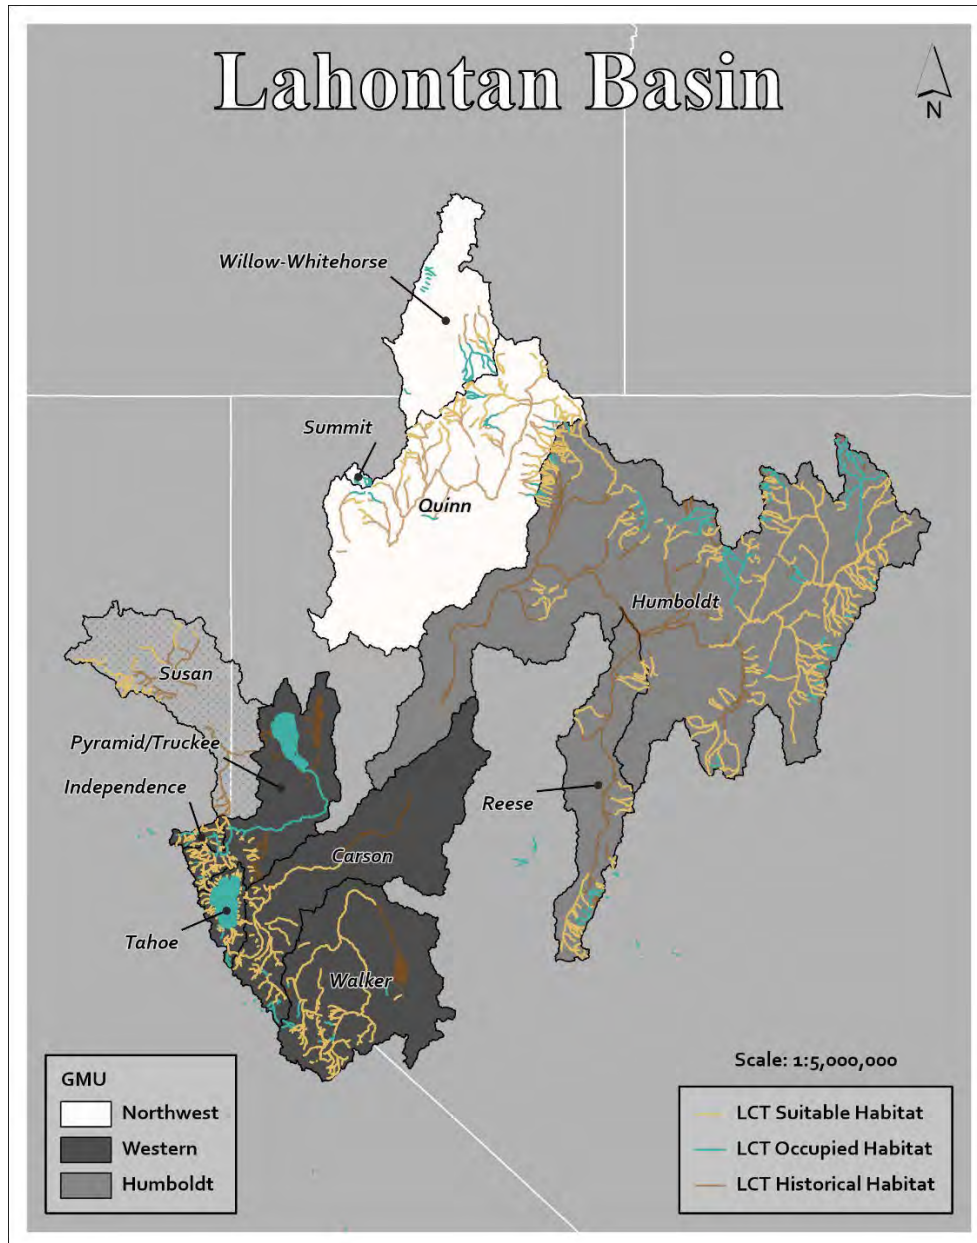 Lahontan Basin
N
Willow-Whitehorse
Summit
Quinn
Humboldt
Susan
Pyramid/Truckee
Independence
Reese
Carson
Tahoe
Walker
GMU
Northwest
Western
Humboldt
Scale: 1:5,000,000
LCT Suitable Habitat
LCT Occupied Habitat
LCT Historical Habitat